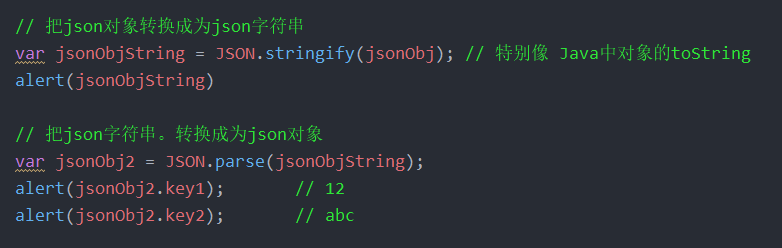 // 把json对象转换成为json字符串
var jsonObjString = JSON.stringify(jsonObj); // 特别像 Java中对象的toString
alert(jsonObjString)
// 把json字符串。转换成为json对象
var jsonObj2 = JSON.parse(jsonObjString);
alert(jsonObj2.key1); // 12
alert(jsonObj2.key2); // abc